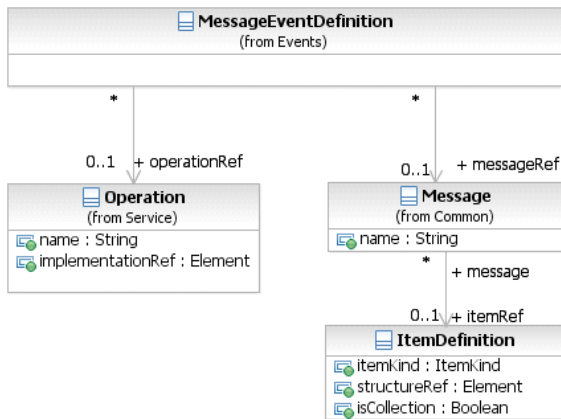 MessageEventDefinition
(from Events)
* *
0..1 + operationRef
0..1 + messageRef
Operation
(from Service)
name : String
implementationRef : Element
Message
(from Common)
name : String
*
+ message
0..1 + itemRef
ItemDefinition
itemKind : ItemKind
structureRef : Element
isCollection : Boolean